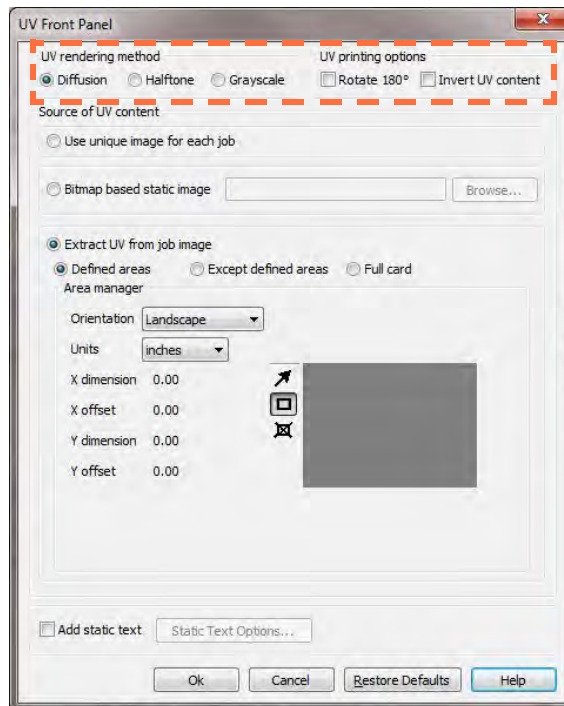 UV Front Panel
UV rendering method UV printing options
Diffusion Halftone Grayscale Rotate 180° Invert UV content
Source of UV content
Use unique image for each job
Bitmap based static image Browse...
Extract UV from job image
Defined areas Except defined areas Full card
Area manager
Orientation Landscape
Units inches
X dimension 0.00
X offset 0.00
Y dimension 0.00
Y offset 0.00
Add static text Static Text Options...
Ok Cancel Restore Defaults Help